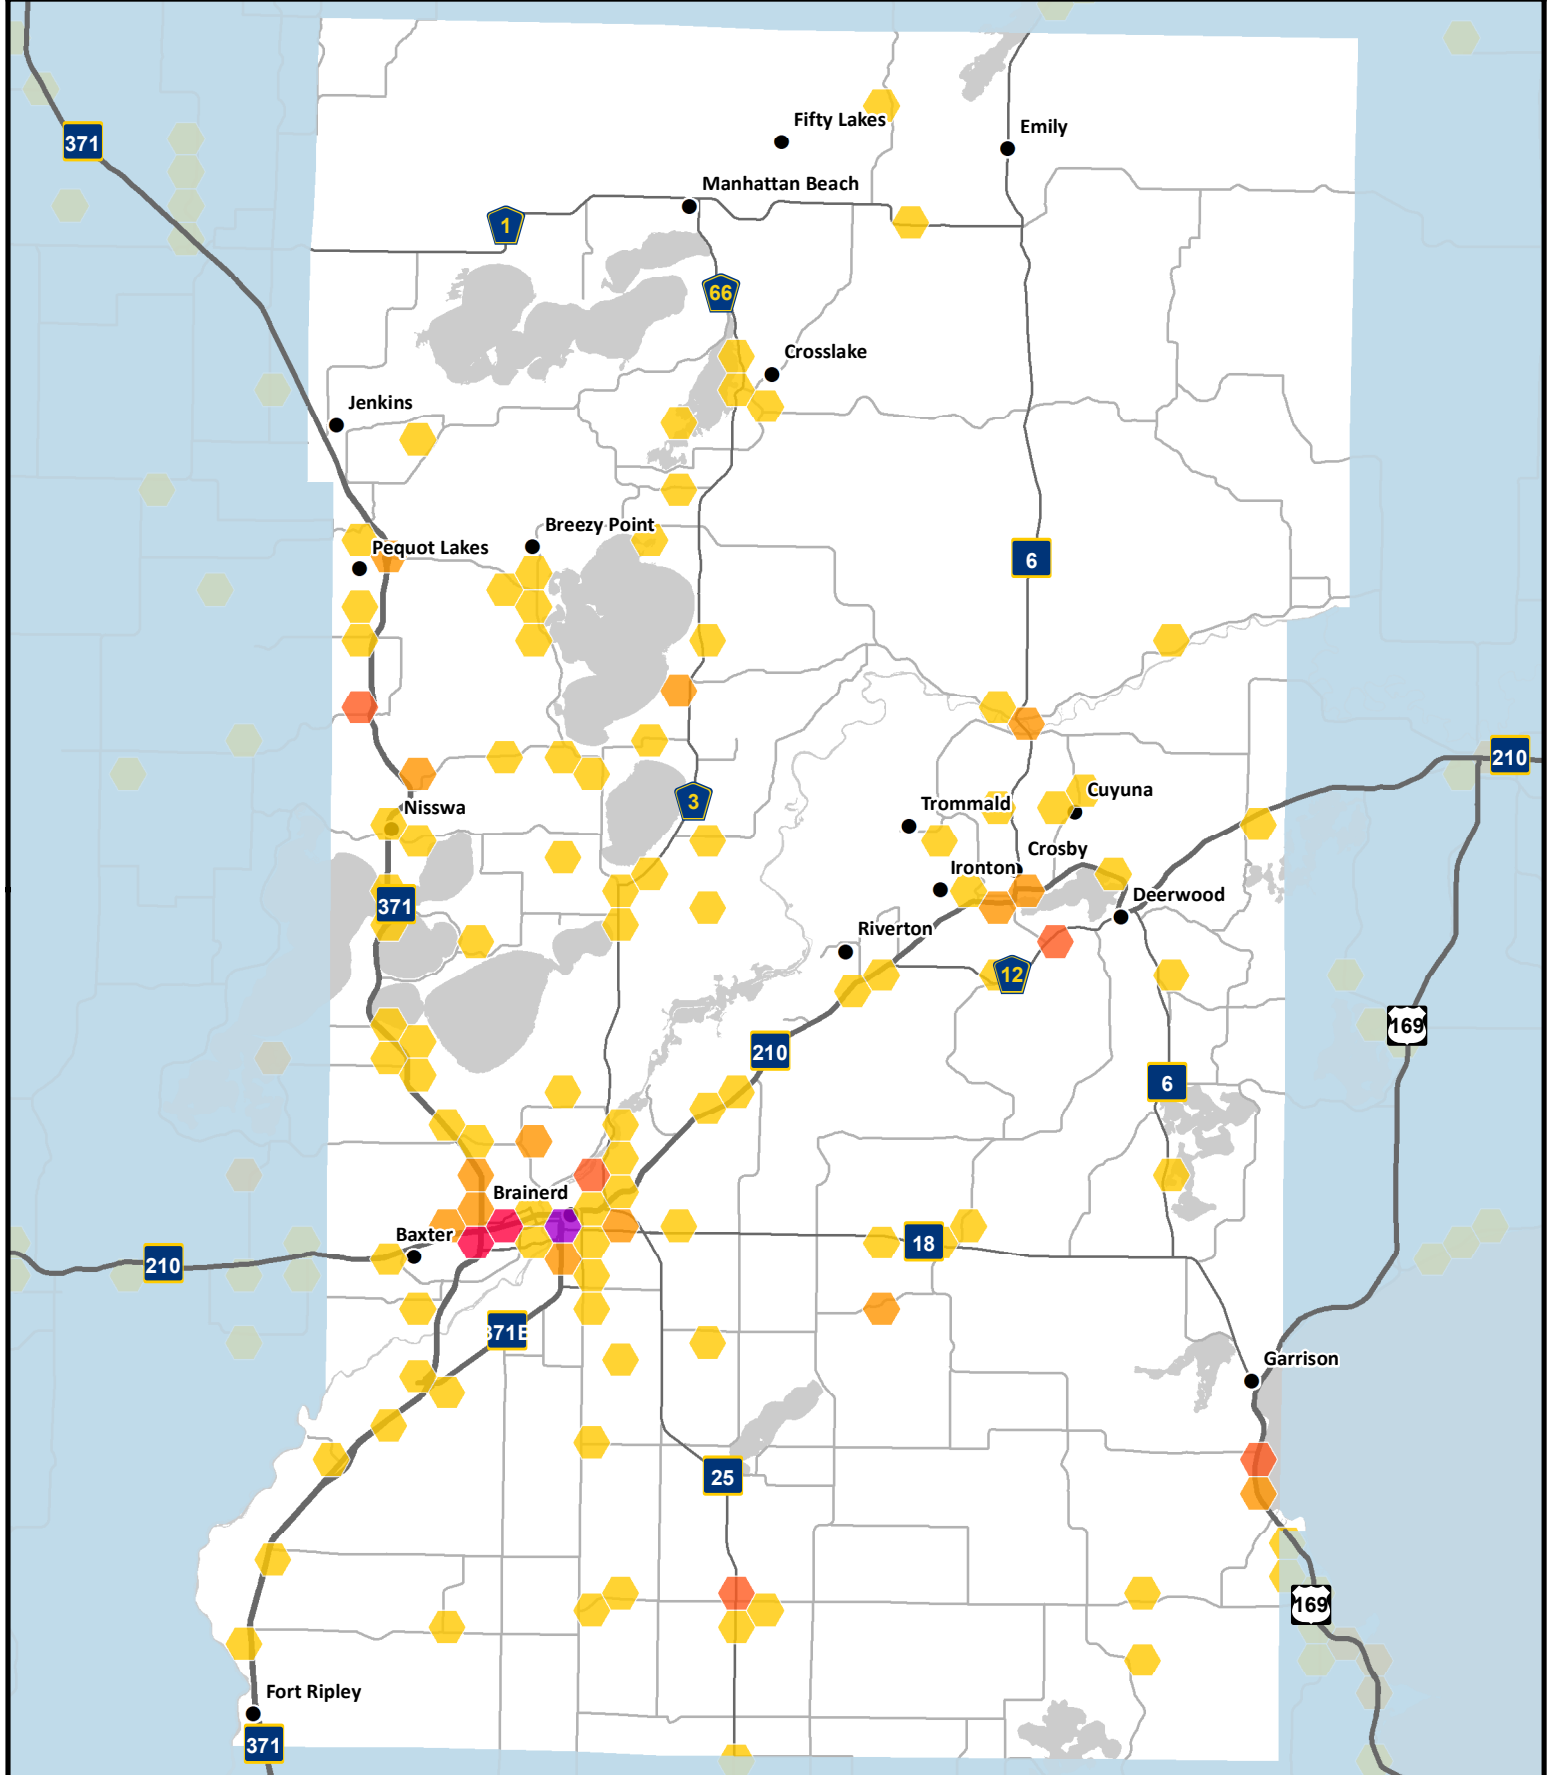 371
Fifty Lakes
Emily
Manhattan Beach
1
66
Crosslake
Jenkins
Breezy Point
Pequot Lakes
6
210
Nisswa
3
Trommald
Cuyuna
Crosby
Ironton
371
Deerwood
Riverton
12
169
210
6
Brainerd
Baxter
18
210
371B
Garrison
25
169
Fort Ripley
371